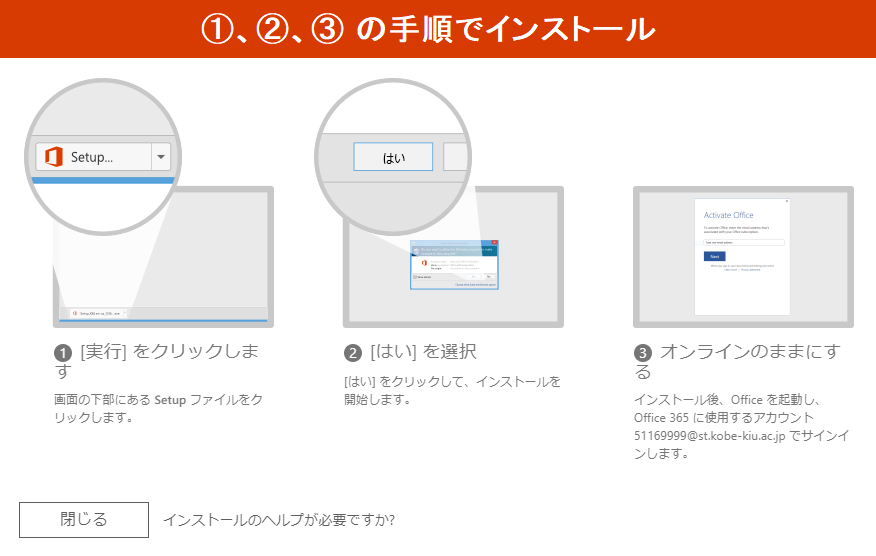 ①、②、③ の手順でインストール
Setup...
はい
Activate Office
Next
❶ [実行] をクリックしま
す
画面の下部にある Setup ファイルをク
リックします。
❷ [はい] を選択
[はい] をクリックして、インストールを
開始します。
❸ オンラインのままにす
る
インストール後、Office を起動し、
Office 365 に使用するアカウント
51169999@st.kobe-kiu.ac.jp でサインイ
ンします。
閉じる
インストールのヘルプが必要ですか?